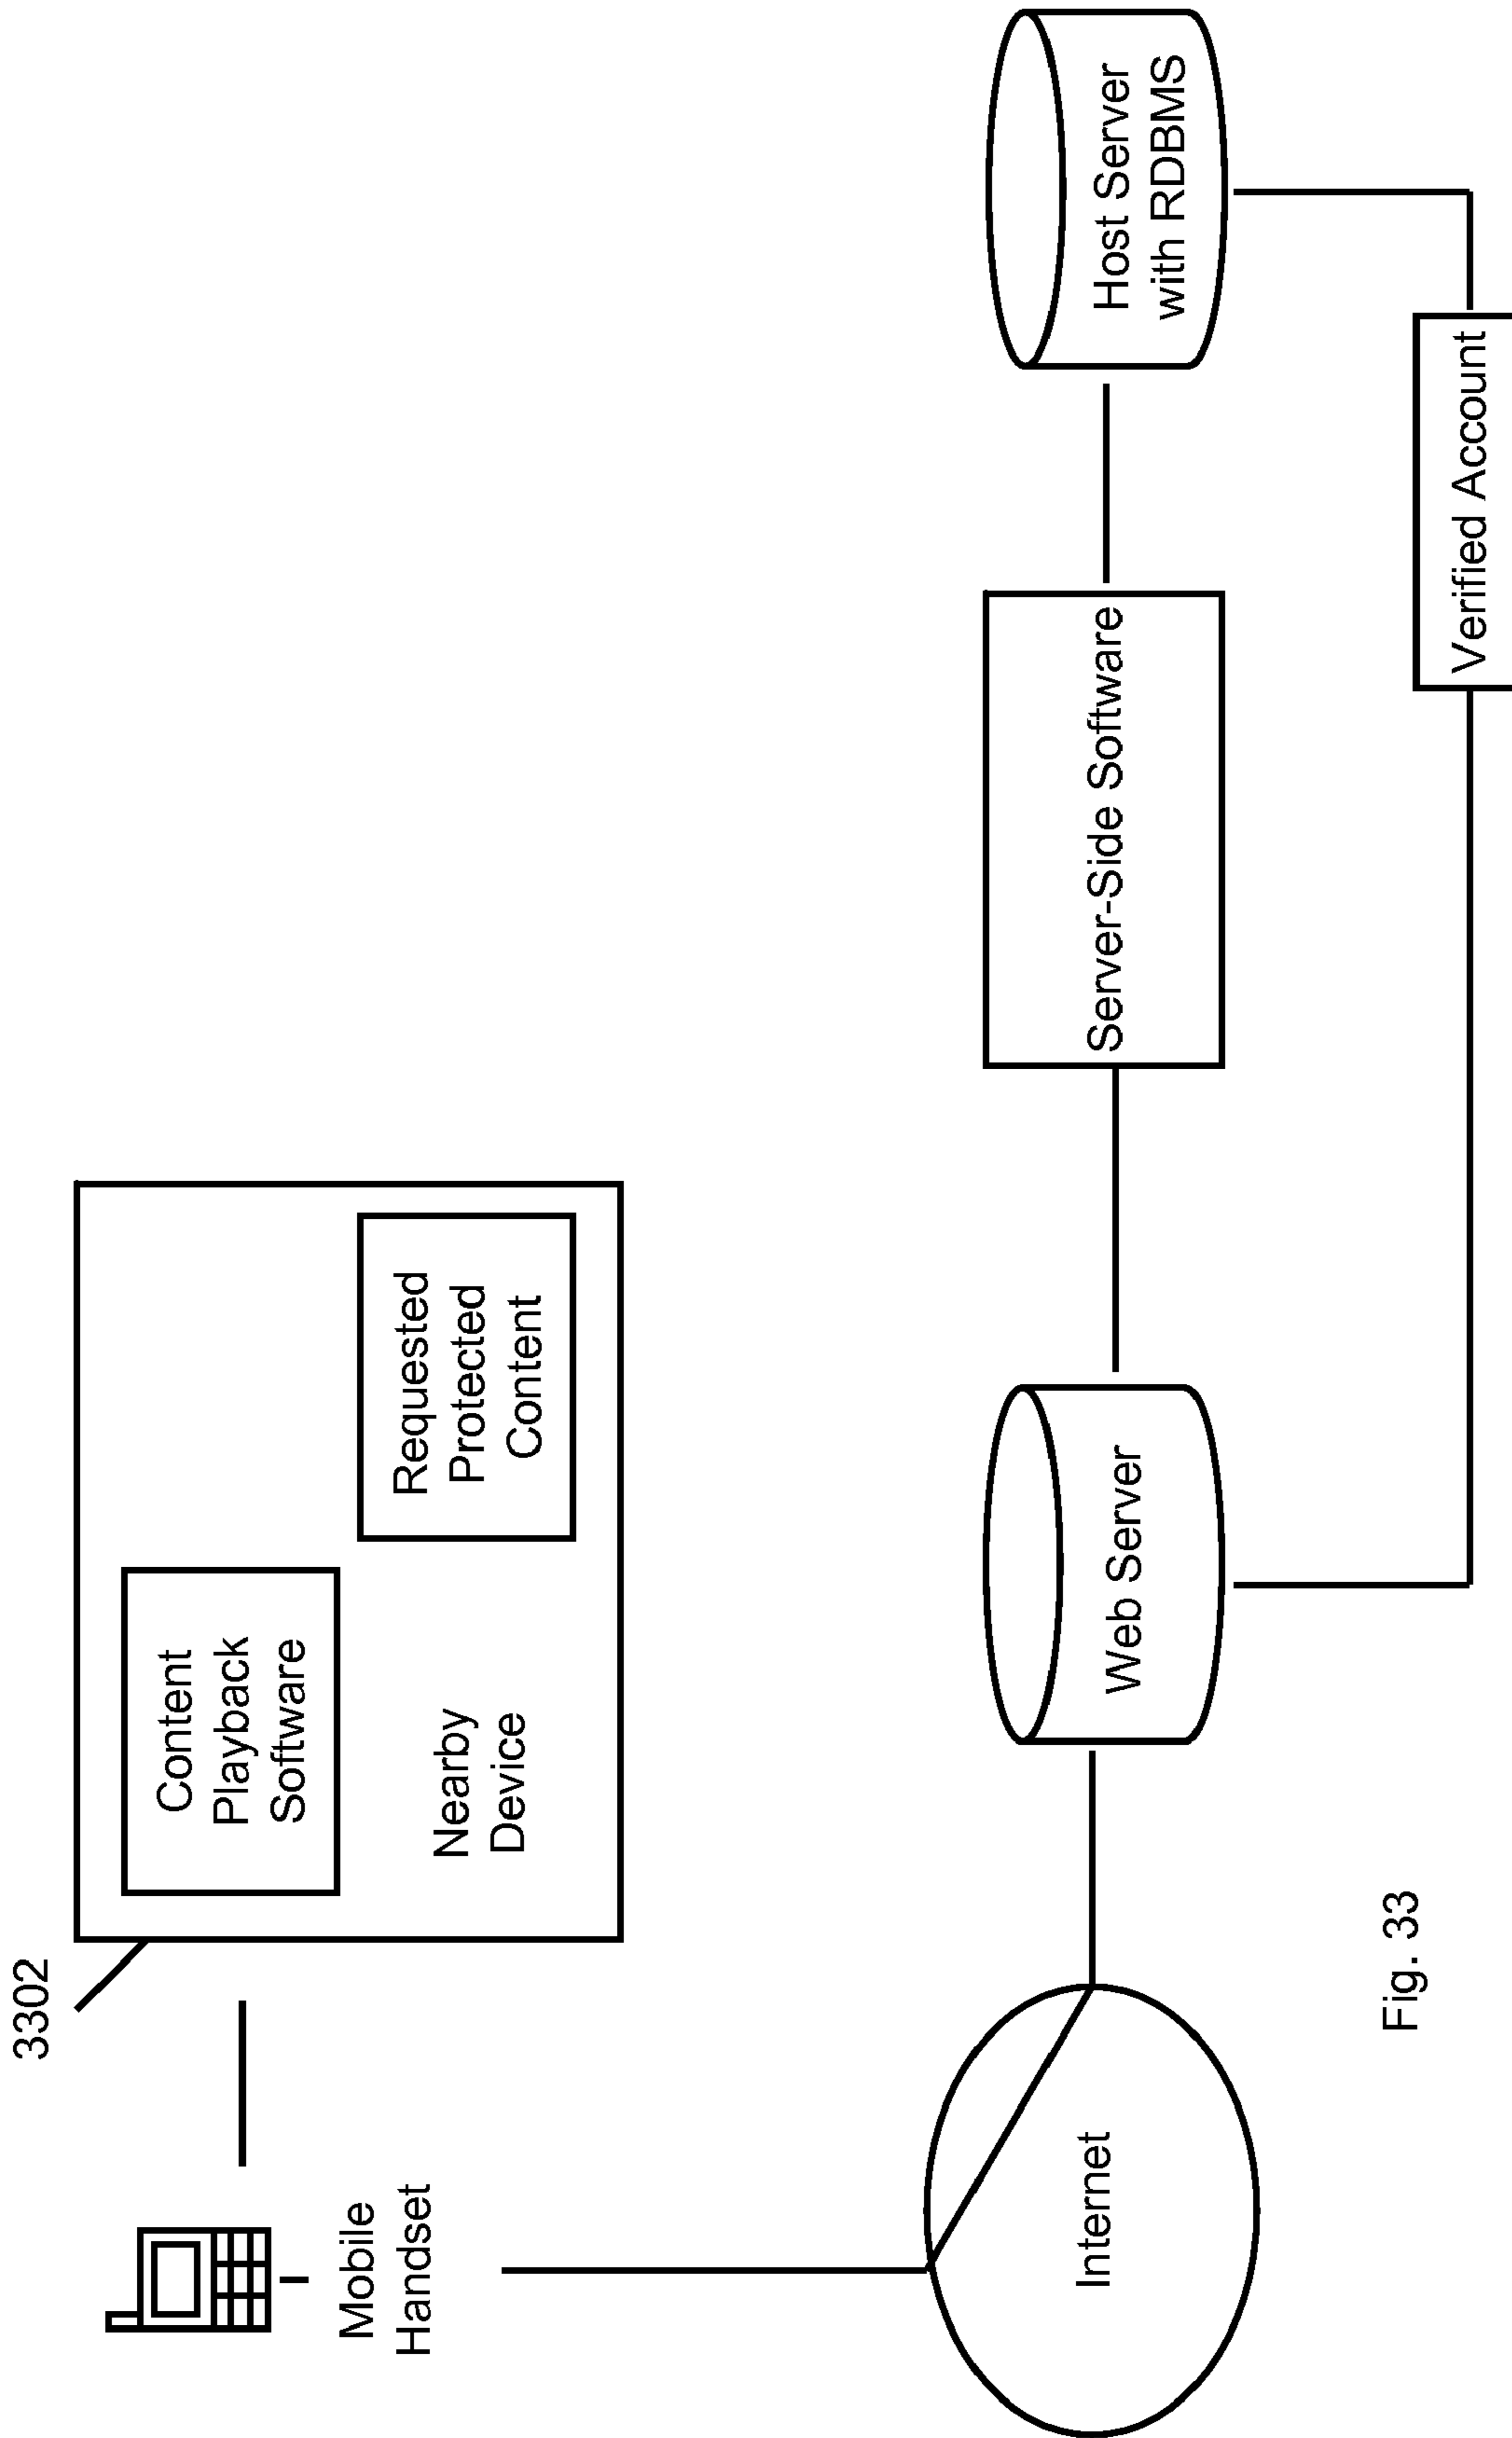 3302
Mobile
Handset
Content
Playback
Software
Nearby
Device
Requested
Protected
Content
Internet
Web Server
Server-Side Software
Host Server
with RDBMS
Verified Account
Fig. 33